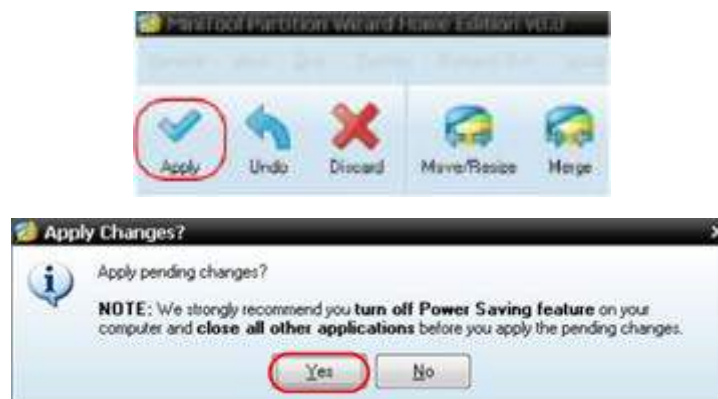 MiniTool Partition Wizard Home Edition
Apply Undo Discard Move/Resize Merge
Apply Changes?
Apply pending changes?
NOTE: We strongly recommend you turn off Power Saving feature on your
computer and close all other applications before you apply the pending changes.
Yes No